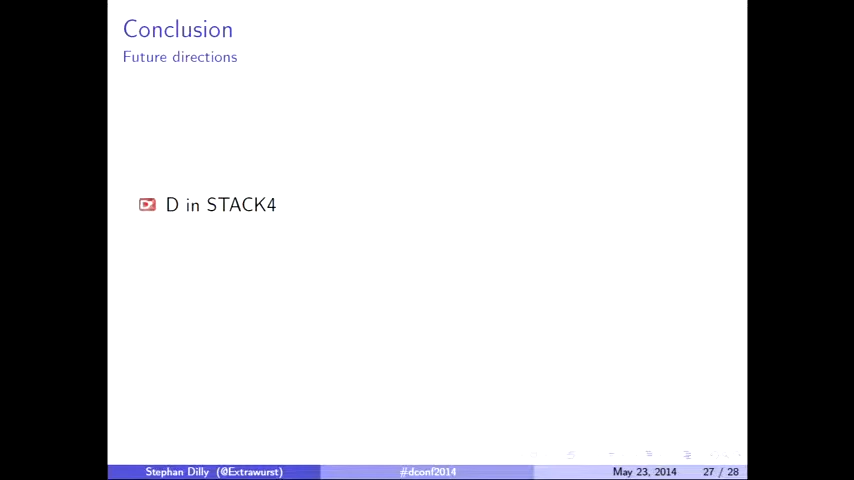 Conclusion
Future directions
D in STACK4
Stephan Dilly (@Extrawurst)
#dconf2014
May 23, 2014
27 / 28